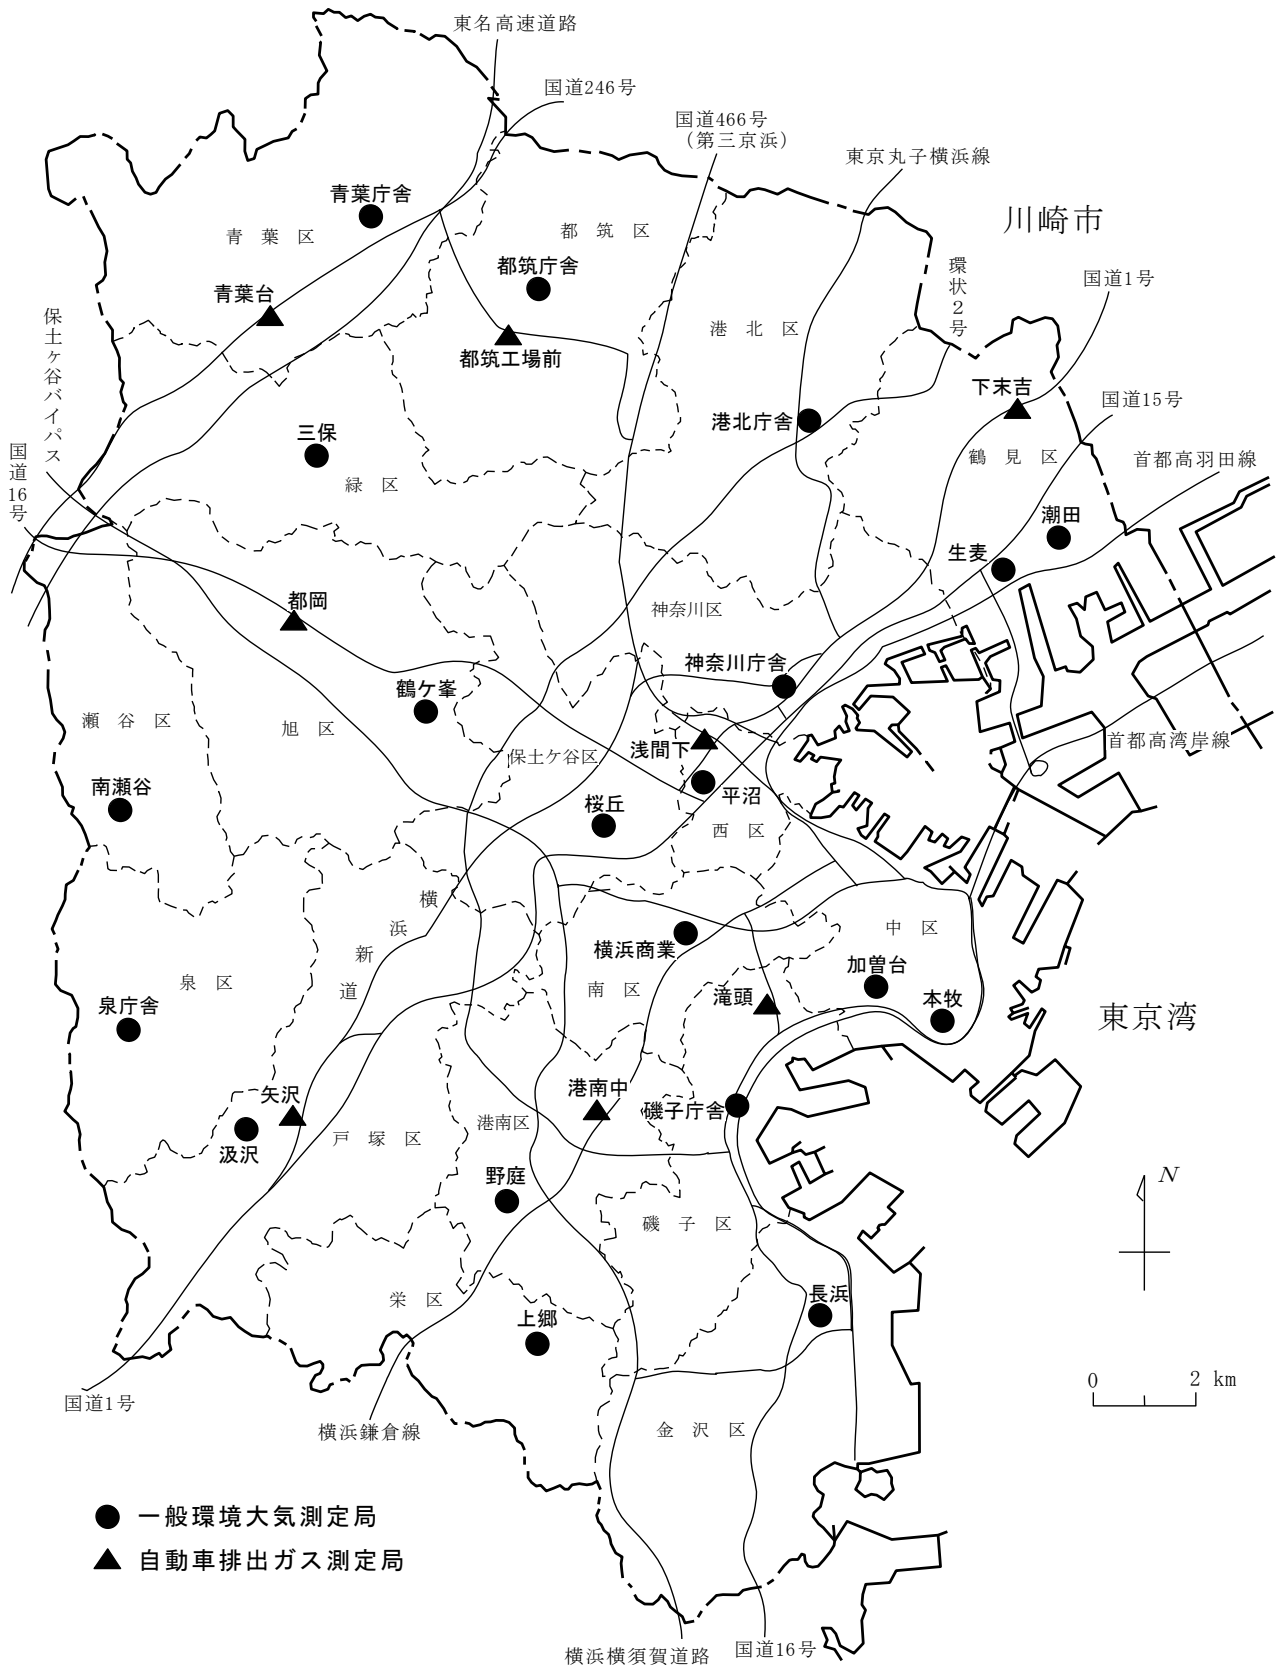 東名高速道路
国道246号
国道466号
（第三京浜）
東京丸子横浜線
川崎市
環状2号
国道1号
国道15号
首都高羽田線
首都高湾岸線
保土ヶ谷バイパス
国道16号
青葉庁舎
青葉区
青葉台
都筑区
都筑庁舎
都筑工場前
港北区
港北庁舎
下末吉
鶴見区
潮田
生麦
三保
緑区
都岡
神奈川区
神奈川庁舎
鶴ケ峯
瀬谷区
旭区
保土ケ谷区
浅間下
平沼
西区
南瀬谷
桜丘
横浜新道
横浜商業
南区
中区
加曽台
本牧
滝頭
東京湾
泉区
泉庁舎
矢沢
汲沢
戸塚区
港南区
港南中
磯子庁舎
野庭
磯子区
栄区
上郷
長浜
金沢区
N
0 2 km
国道1号
横浜鎌倉線
横浜横須賀道路
国道16号
● 一般環境大気測定局
▲ 自動車排出ガス測定局